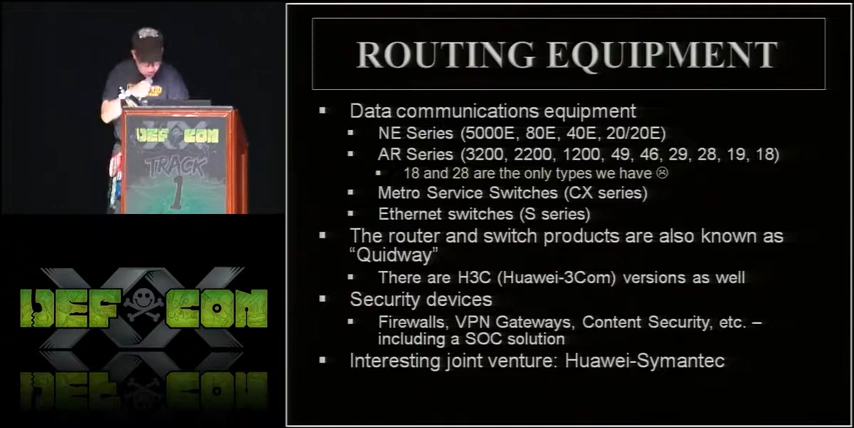 DEF CON
TRACK
1
XX
DEF CON
ROUTING EQUIPMENT
▪ Data communications equipment
▪ NE Series (5000E, 80E, 40E, 20/20E)
▪ AR Series (3200, 2200, 1200, 49, 46, 29, 28, 19, 18)
▪ 18 and 28 are the only types we have ☹
▪ Metro Service Switches (CX series)
▪ Ethernet switches (S series)
▪ The router and switch products are also known as
“Quidway”
▪ There are H3C (Huawei-3Com) versions as well
▪ Security devices
▪ Firewalls, VPN Gateways, Content Security, etc. –
including a SOC solution
▪ Interesting joint venture: Huawei-Symantec